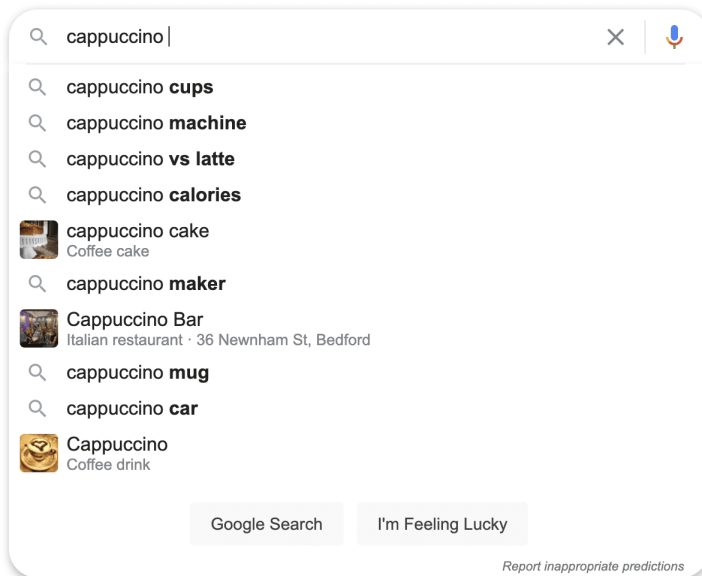 cappuccino
cappuccino cups
cappuccino machine
cappuccino vs latte
cappuccino calories
cappuccino cake
Coffee cake
cappuccino maker
Cappuccino Bar
Italian restaurant · 36 Newnham St, Bedford
cappuccino mug
cappuccino car
Cappuccino
Coffee drink
Google Search I'm Feeling Lucky
Report inappropriate predictions